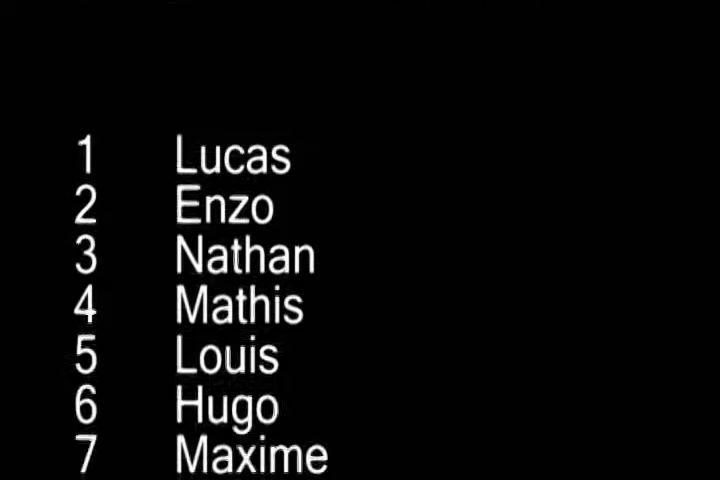 1 Lucas
2 Enzo
3 Nathan
4 Mathis
5 Louis
6 Hugo
7 Maxime